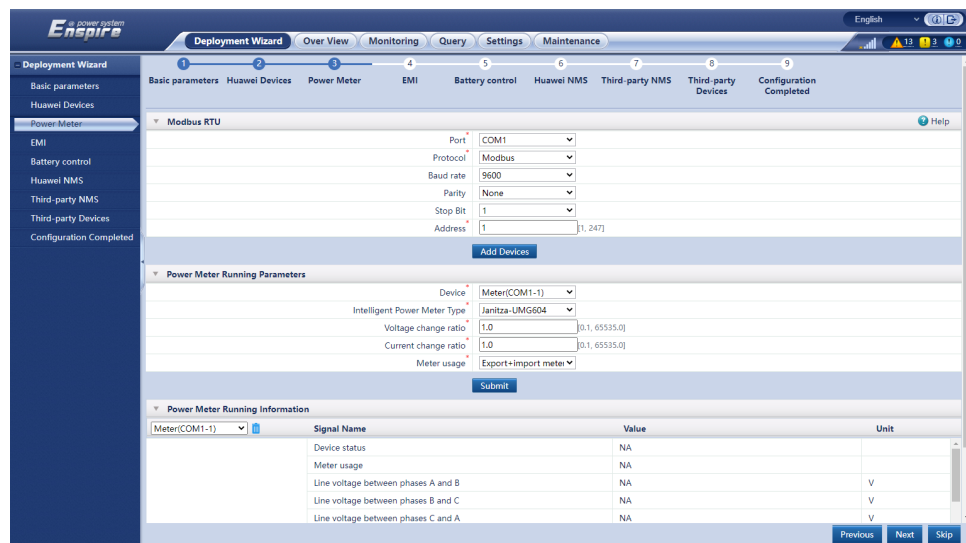 English
power system
Enspire
Deployment Wizard Over View Monitoring Query Settings Maintenance
13 3 0
Deployment Wizard
Basic parameters
Huawei Devices
Power Meter
EMI
Battery control
Huawei NMS
Third-party NMS
Third-party Devices
Configuration Completed
1 2 3 4 5 6 7 8 9
Basic parameters Huawei Devices Power Meter EMI Battery control Huawei NMS Third-party NMS Third-party Configuration
Devices Completed
Modbus RTU Help
Port* COM1
Protocol* Modbus
Baud rate 9600
Parity None
Stop Bit 1
Address* 1 [1, 247]
Add Devices
Power Meter Running Parameters
Device* Meter(COM1-1)
Intelligent Power Meter Type* Janitza-UMG604
Voltage change ratio* 1.0 [0.1, 65535.0]
Current change ratio* 1.0 [0.1, 65535.0]
Meter usage* Export+import meter
Submit
Power Meter Running Information
Meter(COM1-1) Signal Name Value Unit
Device status NA
Meter usage NA
Line voltage between phases A and B NA V
Line voltage between phases B and C NA V
Line voltage between phases C and A NA V
Previous Next Skip